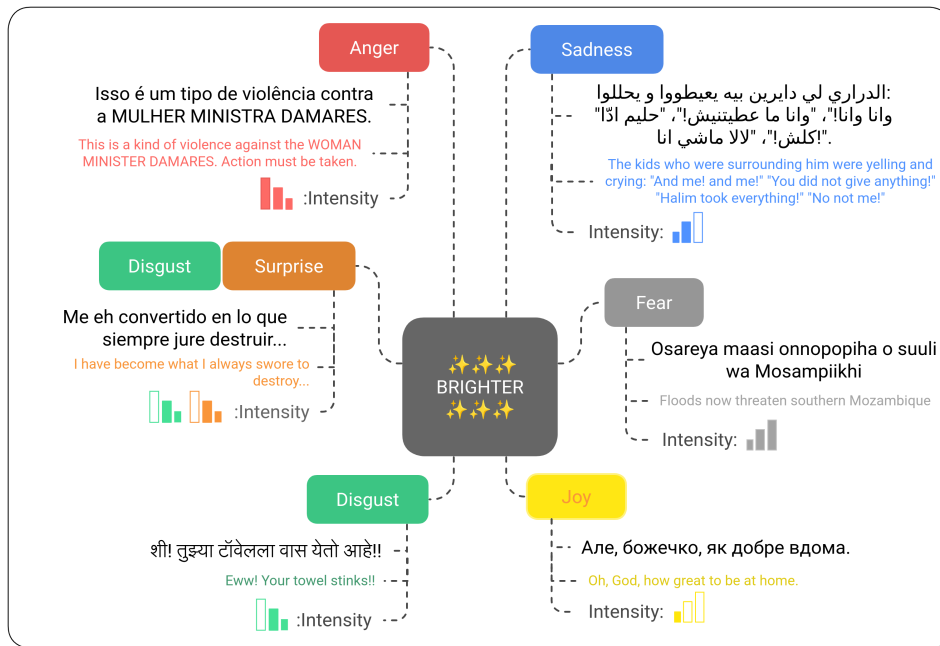 Anger
Isso é um tipo de violência contra
a MULHER MINISTRA DAMARES.
This is a kind of violence against the WOMAN
MINISTER DAMARES. Action must be taken.
:Intensity
Sadness
الدراري لي دايرين بيه يعيطووا و يحللوا:
"وانا وانا!"، "وانا ما عطيتنيش!"، "حليم ادّا
كلش!"، "لالا ماشي انا!".
The kids who were surrounding him were yelling and
crying: "And me! and me!" "You did not give anything!"
"Halim took everything!" "No not me!"
Intensity:
Disgust
Surprise
Me eh convertido en lo que
siempre jure destruir...
I have become what I always swore to
destroy...
:Intensity
Fear
Osareya maasi onnopopiha o suuli
wa Mosampiikhi
Floods now threaten southern Mozambique
Intensity:
BRIGHTER
Disgust
शी! तुझ्या टॉवेलला वास येतो आहे!!
Eww! Your towel stinks!!
:Intensity
Joy
Але, божечко, як добре вдома.
Oh, God, how great to be at home.
Intensity: